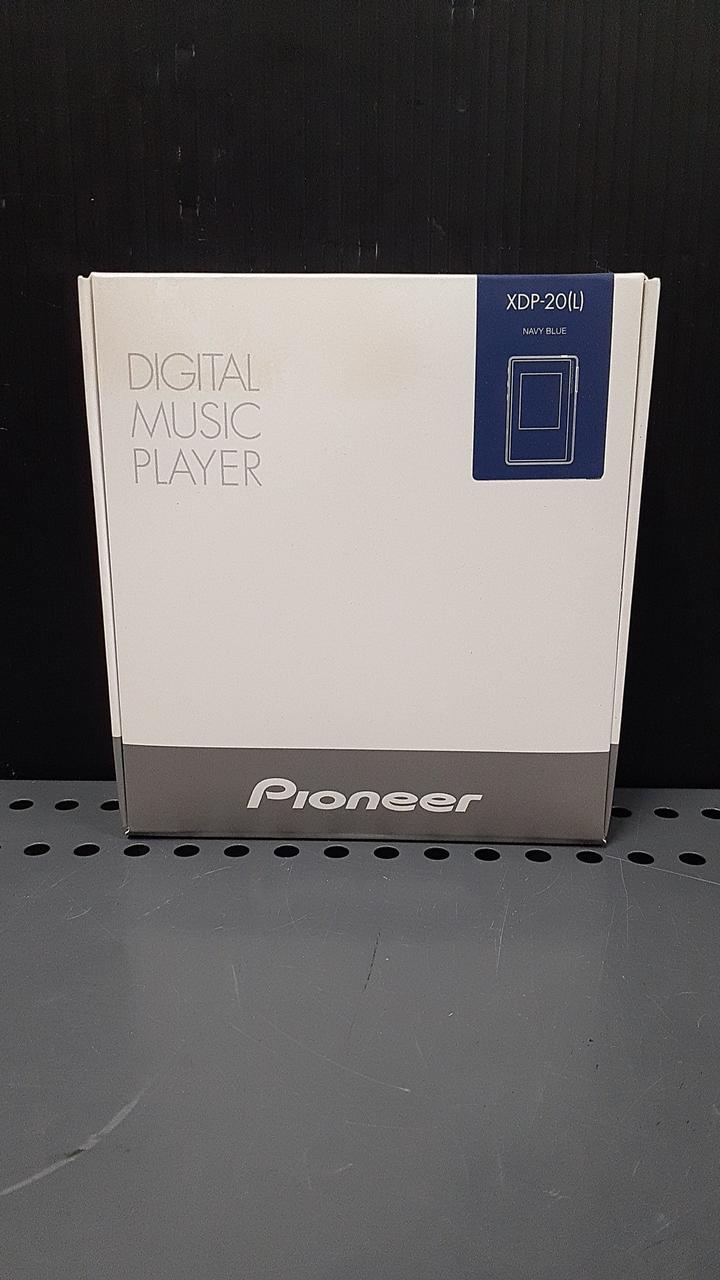 DIGITAL
MUSIC
PLAYER
XDP-20(L)
NAVY BLUE
Pioneer